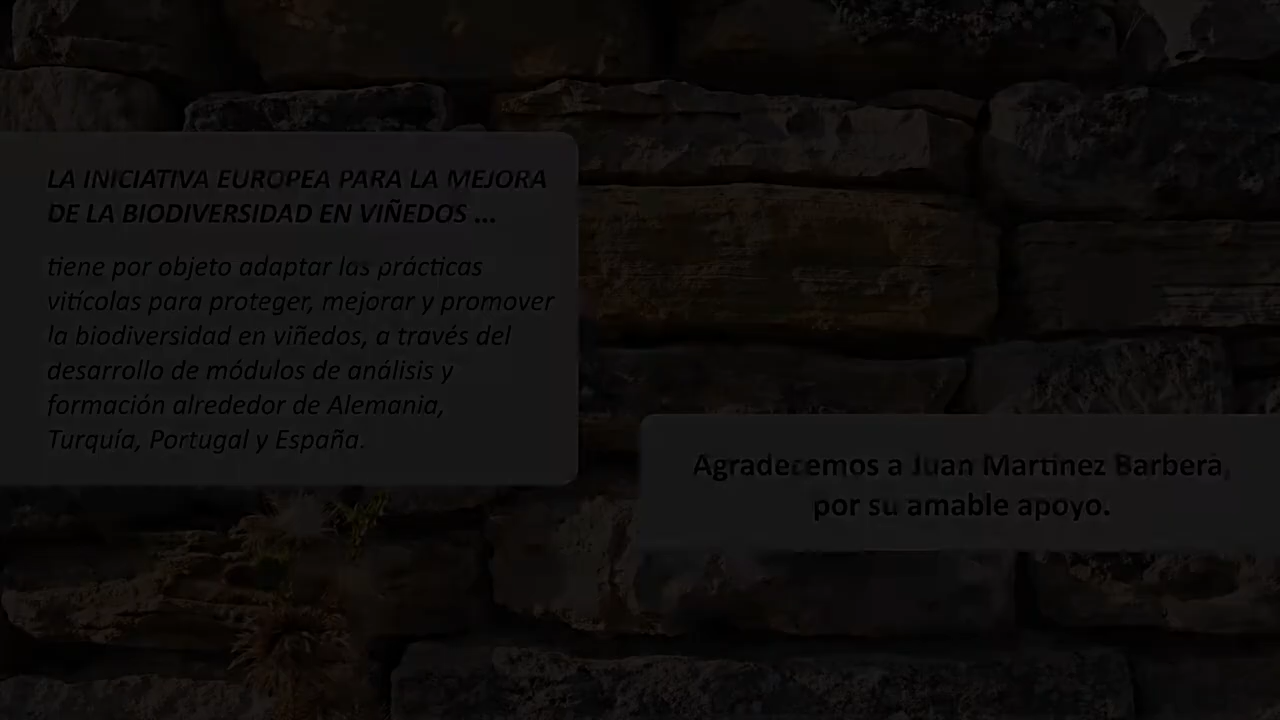 LA INICIATIVA EUROPEA PARA LA MEJORA
DE LA BIODIVERSIDAD EN VIÑEDOS ...
tiene por objeto adaptar las prácticas
vitícolas para proteger, mejorar y promover
la biodiversidad en viñedos, a través del
desarrollo de módulos de análisis y
formación alrededor de Alemania,
Turquía, Portugal y España.
Agradecemos a Juan Martínez Barberá,
por su amable apoyo.